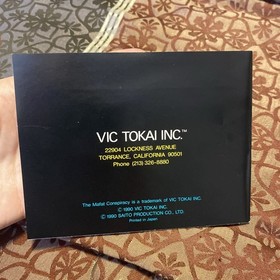 VIC TOKAI INC.™
22904 LOCKNESS AVENUE
TORRANCE, CALIFORNIA 90501
Phone (213) 326-8880
The Mafat Conspiracy is a trademark of VIC TOKAI INC.
© 1990 VIC TOKAI INC.
© 1990 SAITO PRODUCTION CO., LTD.
Printed in Japan